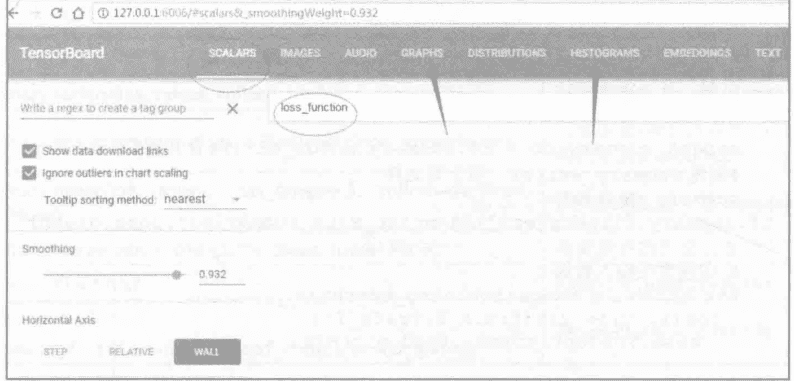 127.0.0.1:6006/#scalars&_smoothingWeight=0.932
TensorBoard SCALARS IMAGES AUDIO GRAPHS DISTRIBUTIONS HISTOGRAMS EMBEDDINGS TEXT
Write a regex to create a tag group
loss_function
Show data download links
Ignore outliers in chart scaling
Tooltip sorting method: nearest
Smoothing
0.932
Horizontal Axis
STEP RELATIVE WALL